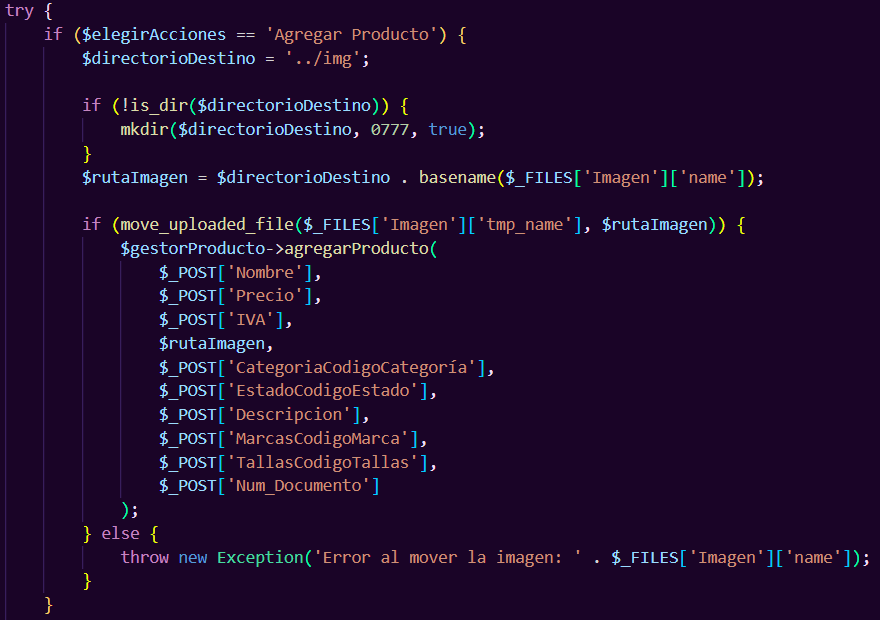 try {
    if ($elegirAcciones == 'Agregar Producto') {
        $directorioDestino = '../img';

        if (!is_dir($directorioDestino)) {
            mkdir($directorioDestino, 0777, true);
        }
        $rutaImagen = $directorioDestino . basename($_FILES['Imagen']['name']);

        if (move_uploaded_file($_FILES['Imagen']['tmp_name'], $rutaImagen)) {
            $gestorProducto->agregarProducto(
                $_POST['Nombre'],
                $_POST['Precio'],
                $_POST['IVA'],
                $rutaImagen,
                $_POST['CategoriaCodigoCategoría'],
                $_POST['EstadoCodigoEstado'],
                $_POST['Descripcion'],
                $_POST['MarcasCodigoMarca'],
                $_POST['TallasCodigoTallas'],
                $_POST['Num_Documento']
            );
        } else {
            throw new Exception('Error al mover la imagen: ' . $_FILES['Imagen']['name']);
        }
    }